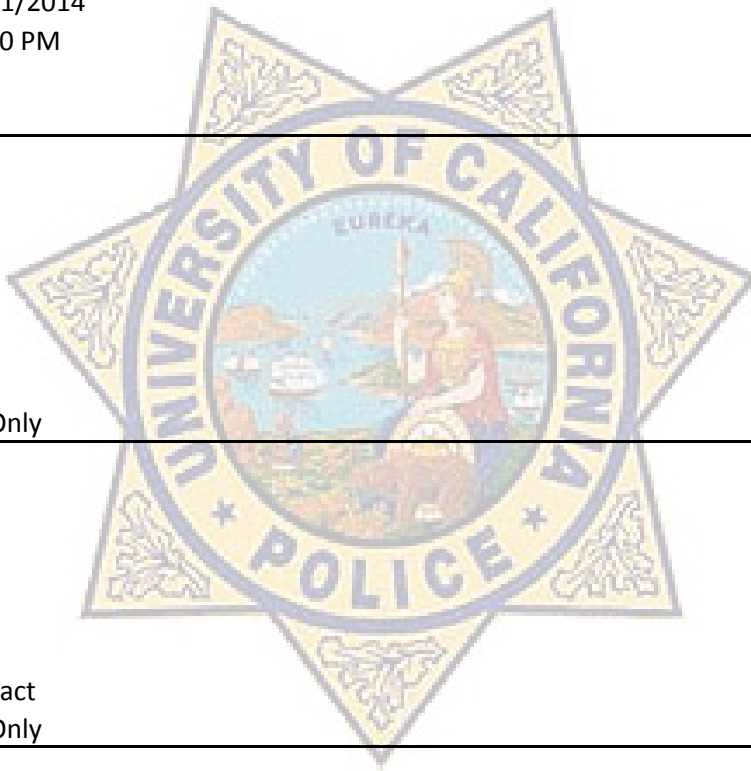 1/2014
0 PM
UNIVERSITY OF CALIFORNIA
EUREKA
Only
POLICE
act
Only